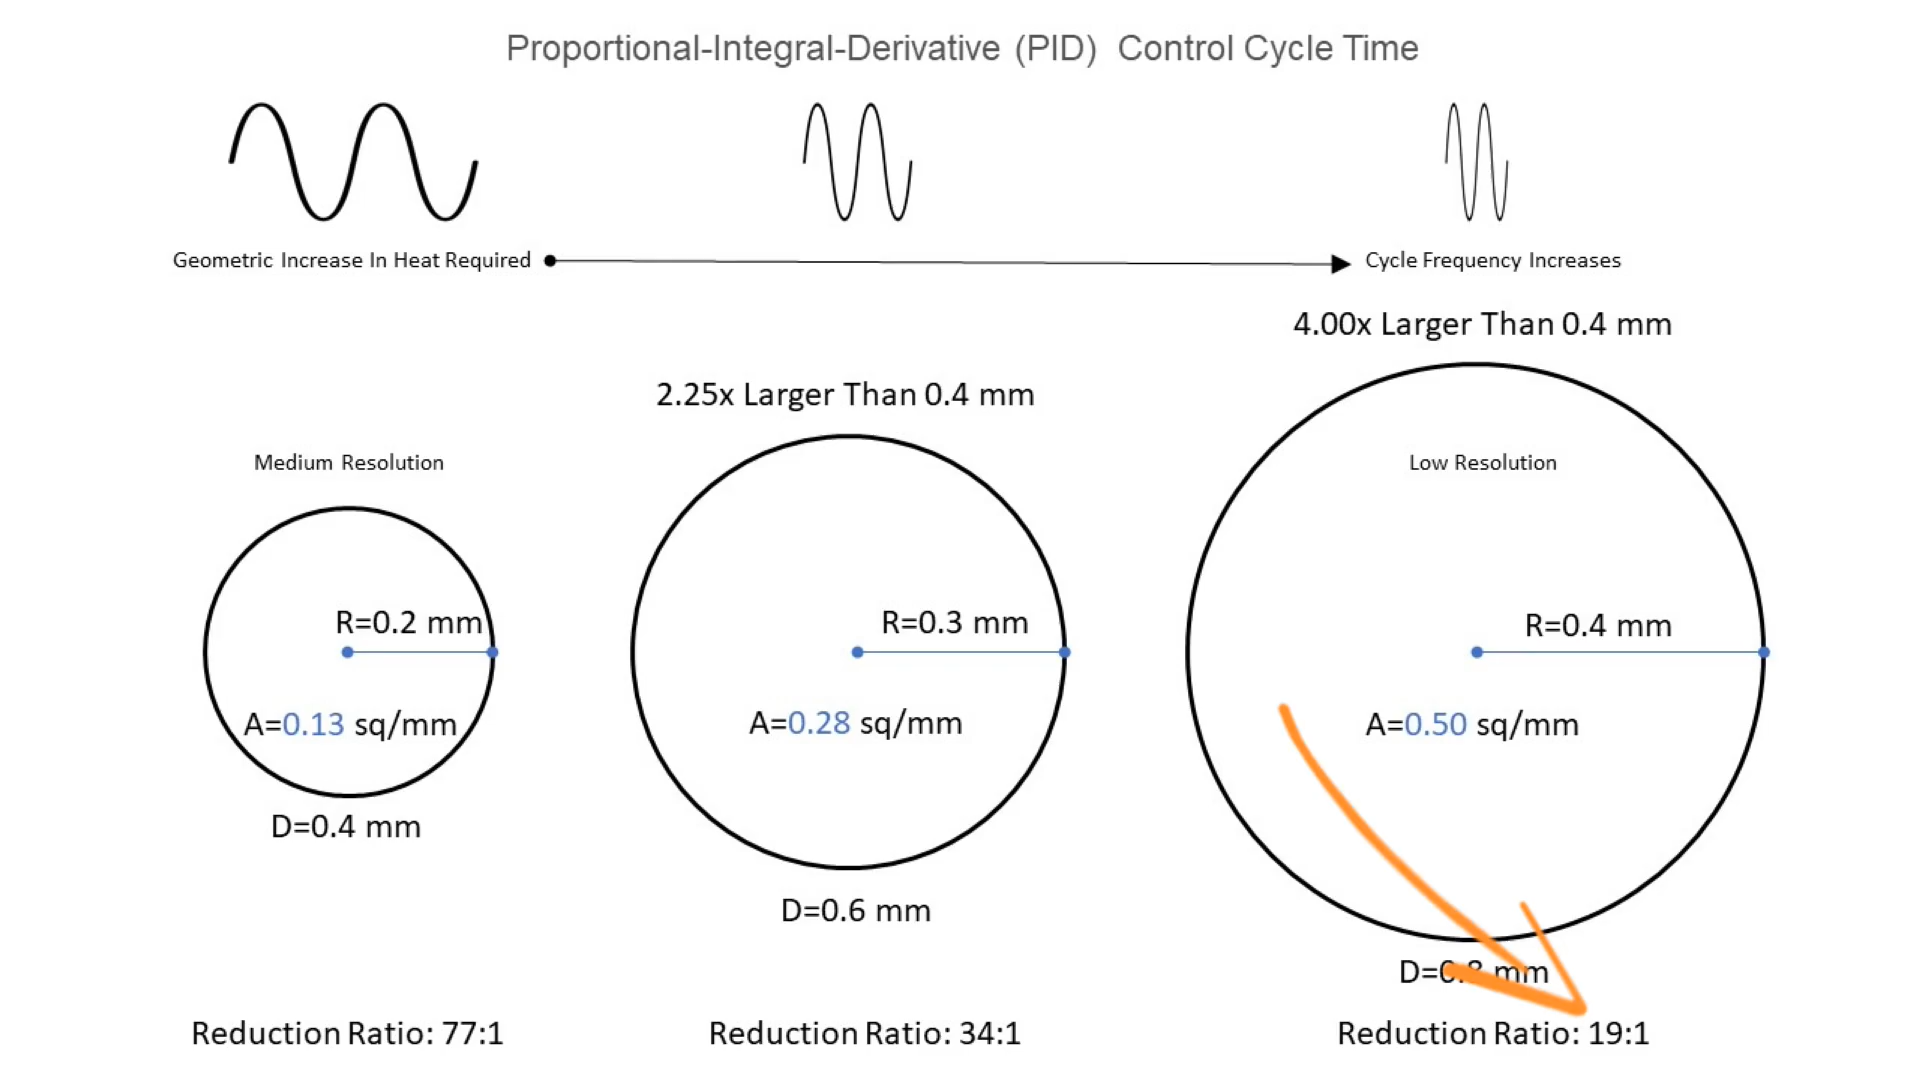 Proportional-Integral-Derivative (PID) Control Cycle Time
Geometric Increase In Heat Required
Cycle Frequency Increases
4.00x Larger Than 0.4 mm
2.25x Larger Than 0.4 mm
Medium Resolution
Low Resolution
R=0.2 mm
R=0.3 mm
R=0.4 mm
A=0.13 sq/mm
A=0.28 sq/mm
A=0.50 sq/mm
D=0.4 mm
D=0.6 mm
D=0.8 mm
Reduction Ratio: 77:1
Reduction Ratio: 34:1
Reduction Ratio: 19:1